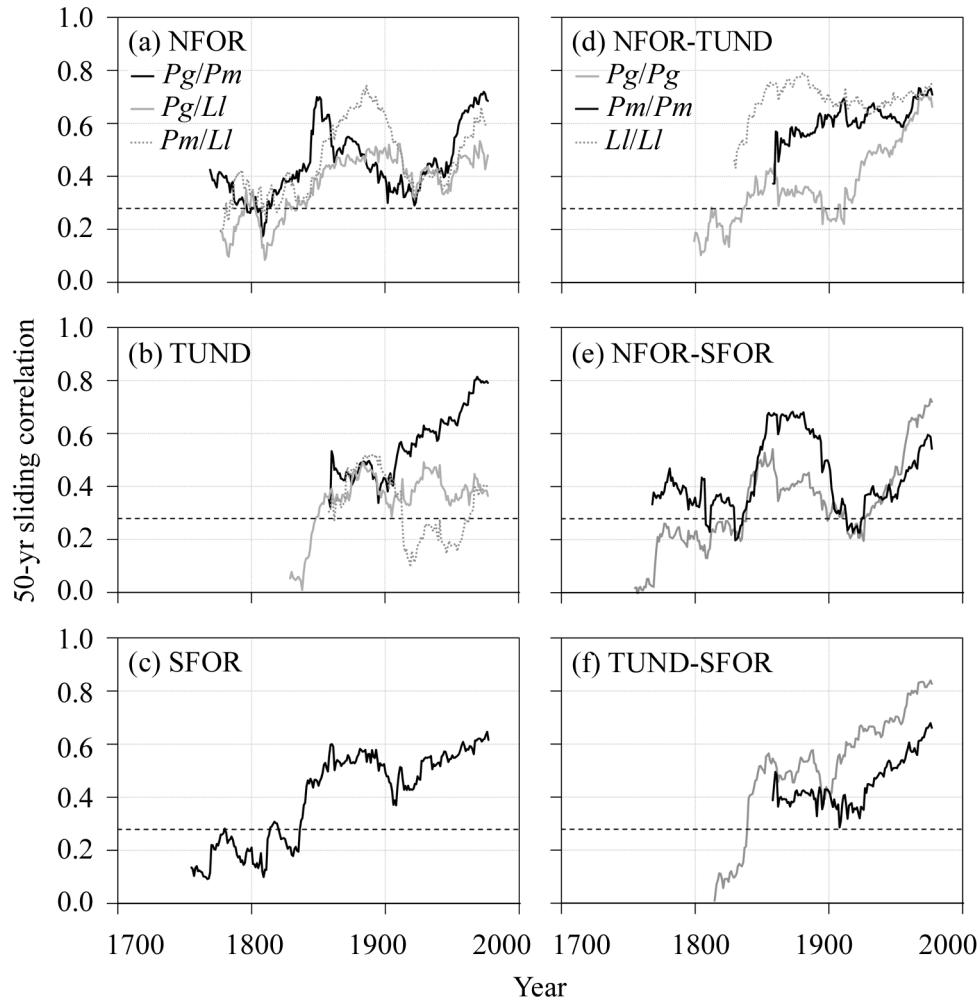 50-yr sliding correlation
1.0
0.8
0.6
0.4
0.2
0.0
(a) NFOR
Pg/Pm
Pg/Ll
Pm/Ll
(d) NFOR-TUND
Pg/Pg
Pm/Pm
Ll/Ll
1.0
0.8
0.6
0.4
0.2
0.0
(b) TUND
(e) NFOR-SFOR
1.0
0.8
0.6
0.4
0.2
0.0
(c) SFOR
(f) TUND-SFOR
1700 1800 1900 2000 1700 1800 1900 2000
Year